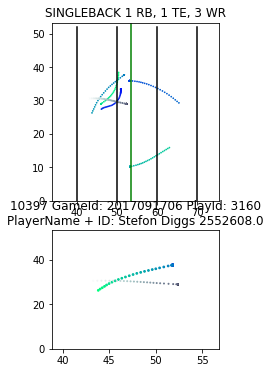 SINGLEBACK 1 RB, 1 TE, 3 WR
50
40
30
20
10
0
40 50 60 70
10397 GameId: 2017091706 PlayId: 3160
PlayerName + ID: Stefon Diggs 2552608.0
40
20
0
40 45 50 55